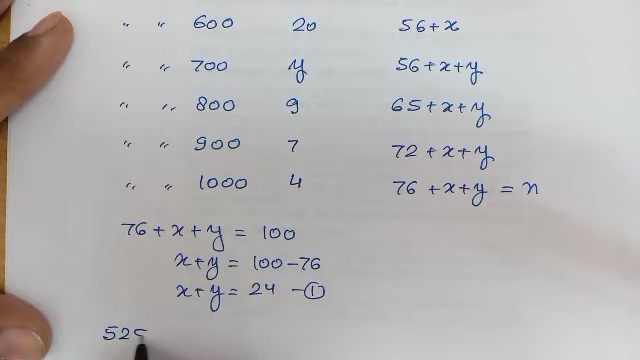 " " 600 20 56+x
" " 700 y 56+x+y
" " 800 9 65+x+y
" " 900 7 72+x+y
" " 1000 4 76+x+y = n
76+x+y = 100
x+y = 100-76
x+y = 24 -①
525